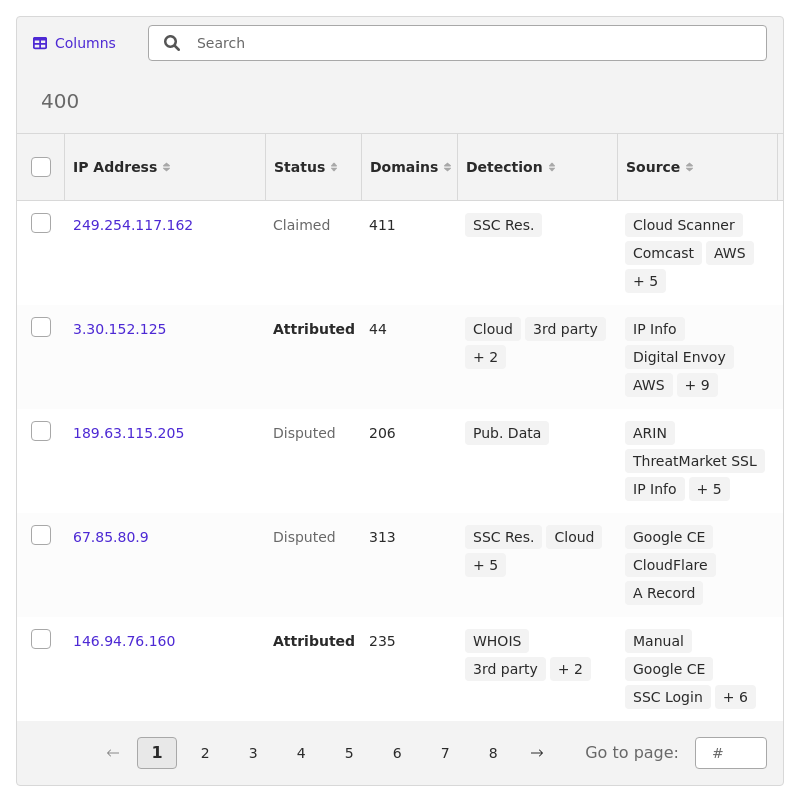 Columns Search
400
IP Address Status Domains Detection Source
249.254.117.162 Claimed 411 SSC Res. Cloud Scanner
Comcast AWS
+ 5
3.30.152.125 Attributed 44 Cloud 3rd party IP Info
+ 2 Digital Envoy
AWS + 9
189.63.115.205 Disputed 206 Pub. Data ARIN
ThreatMarket SSL
IP Info + 5
67.85.80.9 Disputed 313 SSC Res. Cloud Google CE
+ 5 CloudFlare
A Record
146.94.76.160 Attributed 235 WHOIS Manual
3rd party + 2 Google CE
SSC Login + 6
← 1 2 3 4 5 6 7 8 → Go to page: #